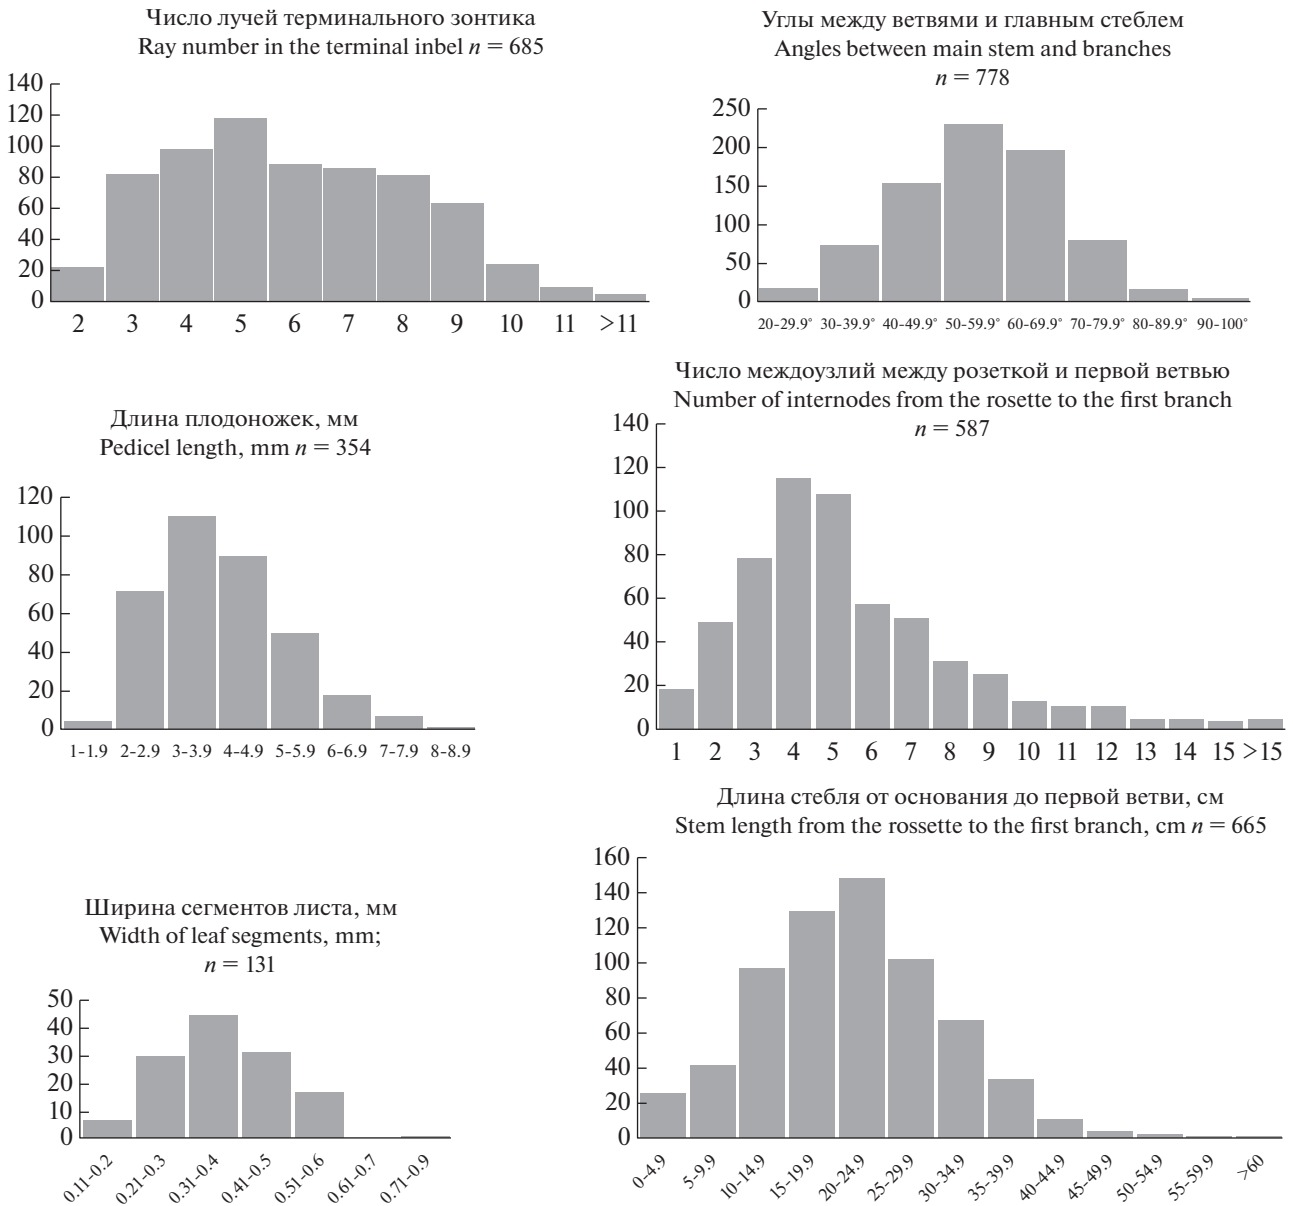 Число лучей терминального зонтика
Ray number in the terminal inbel n = 685
140
120
100
80
60
40
20
0
2 3 4 5 6 7 8 9 10 11 >11
Углы между ветвями и главным стеблем
Angles between main stem and branches
n = 778
250
200
150
100
50
0
20-29.9° 30-39.9° 40-49.9° 50-59.9° 60-69.9° 70-79.9° 80-89.9° 90-100°
Длина плодоножек, мм
Pedicel length, mm n = 354
120
100
80
60
40
20
0
1-1.9 2-2.9 3-3.9 4-4.9 5-5.9 6-6.9 7-7.9 8-8.9
Число междоузлий между розеткой и первой ветвью
Number of internodes from the rosette to the first branch
n = 587
140
120
100
80
60
40
20
0
1 2 3 4 5 6 7 8 9 10 11 12 13 14 15 >15
Ширина сегментов листа, мм
Width of leaf segments, mm;
n = 131
50
40
30
20
10
0
0.11-0.2 0.21-0.3 0.31-0.4 0.41-0.5 0.51-0.6 0.61-0.7 0.71-0.9
Длина стебля от основания до первой ветви, см
Stem length from the rossette to the first branch, cm n = 665
160
140
120
100
80
60
40
20
0
0-4.9 5-9.9 10-14.9 15-19.9 20-24.9 25-29.9 30-34.9 35-39.9 40-44.9 45-49.9 50-54.9 55-59.9 >60